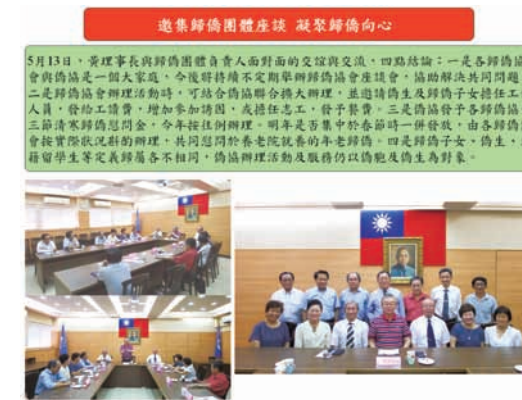 邀集歸僑團體座談 凝聚歸僑向心
5月13日，黃理事長與歸僑團體負責人面對面的交誼與交流，四點結論：一是各歸僑協
會與僑協是一個大家庭，今後將持續不定期舉辦歸僑協會座談會，協助解決共同問題
二是歸僑協會辦理活動時，可結合僑協聯合擴大辦理，並邀請僑生及歸僑子女擔任工
人員，發給工讀費，增加參加誘因，或擔任志工，發予餐費。三是僑協發予各歸僑協
三節清寒歸僑慰問金，今年按往例辦理。明年是否集中於春節時一併發放，由各歸僑
會按實際狀況斟酌辦理，共同慰問於養老院就養的年老歸僑。四是歸僑子女、僑生、
籍留學生等定義歸屬各不相同，僑協辦理活動及服務仍以僑胞及僑生為對象。